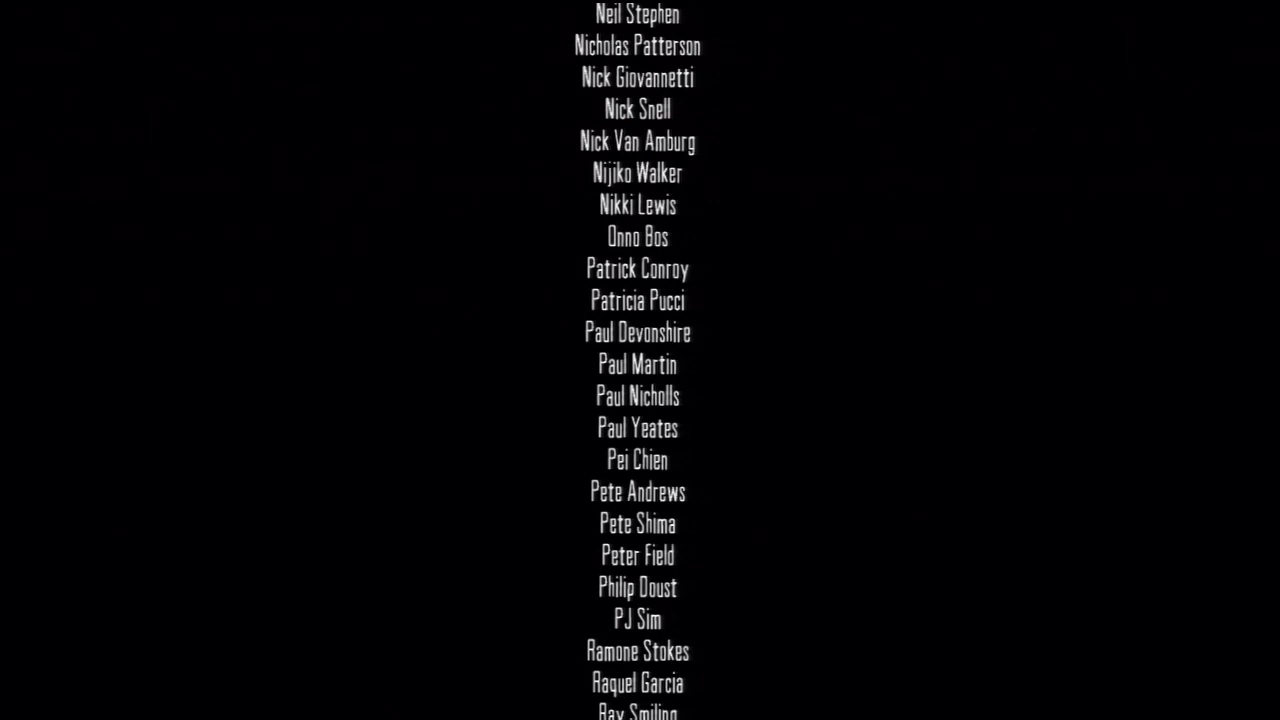 Neil Stephen
Nicholas Patterson
Nick Giovannetti
Nick Snell
Nick Van Amburg
Nijiko Walker
Nikki Lewis
Onno Bos
Patrick Conroy
Patricia Pucci
Paul Devonshire
Paul Martin
Paul Nicholls
Paul Yeates
Pei Chien
Pete Andrews
Pete Shima
Peter Field
Philip Doust
PJ Sim
Ramone Stokes
Raquel Garcia
Ray Smiling